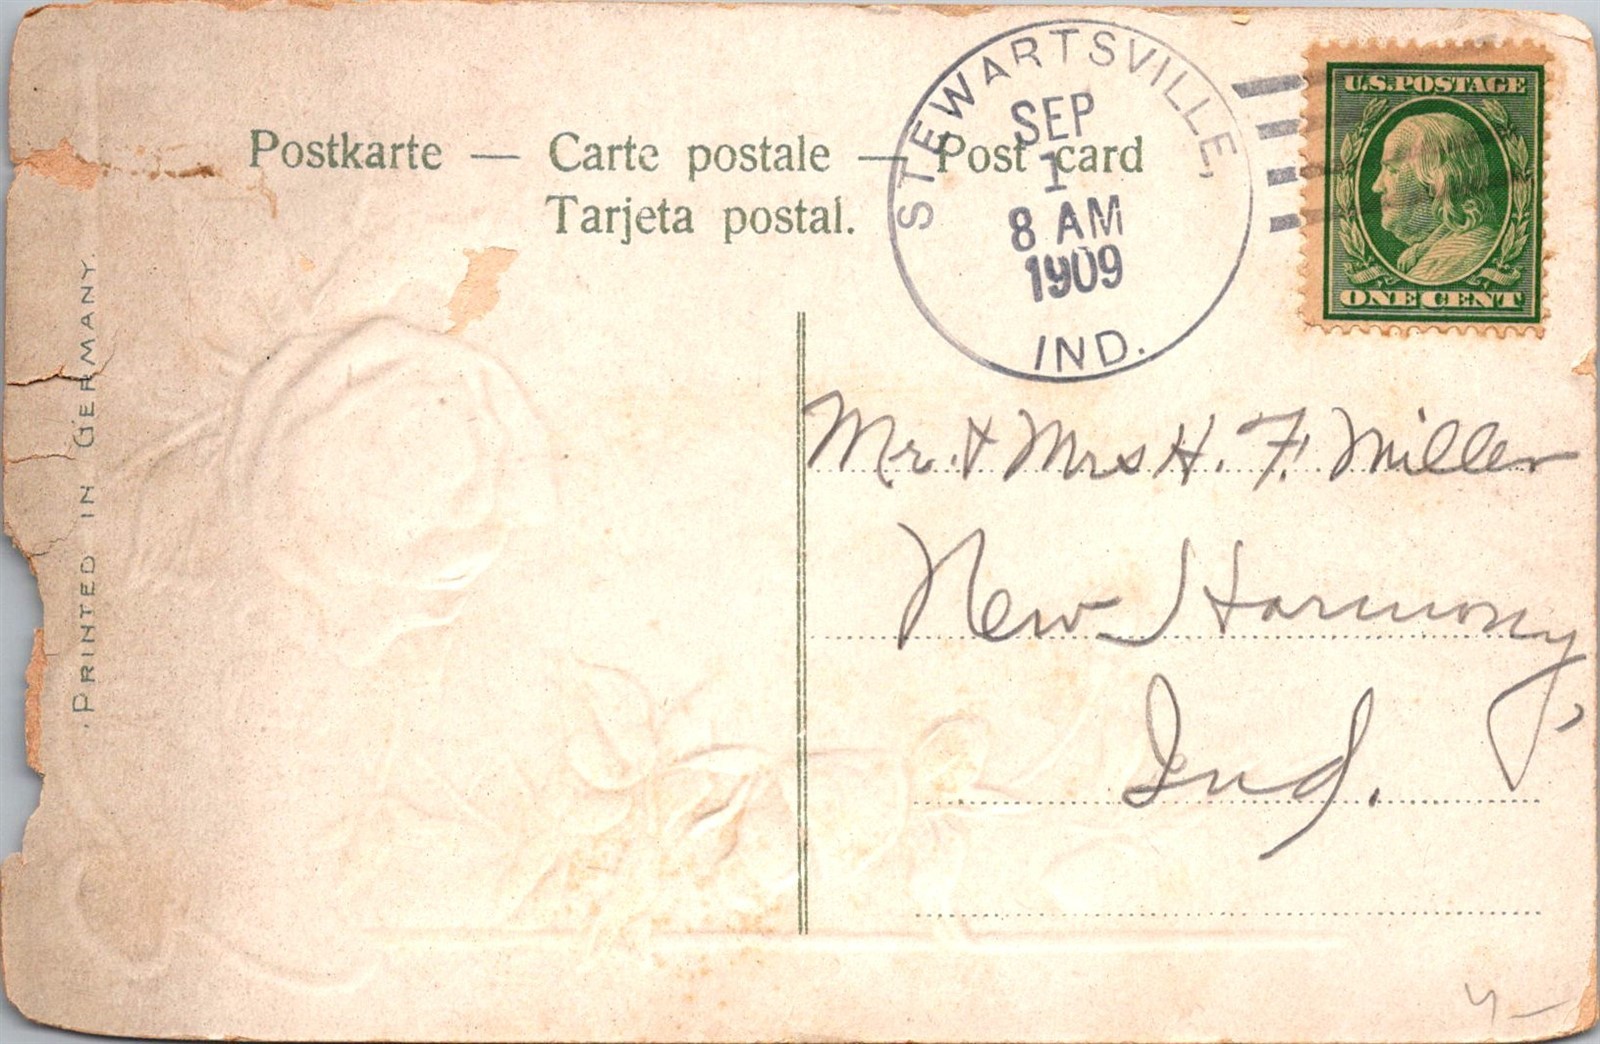 Postkarte — Carte postale — Post card
Tarjeta postal.
STEWARTSVILLE,
SEP
1
8 AM
1909
IND.
U.S. POSTAGE
ONE CENT
PRINTED IN GERMANY.
Mr. & Mrs H. F. Miller
New Harmony,
Ind.